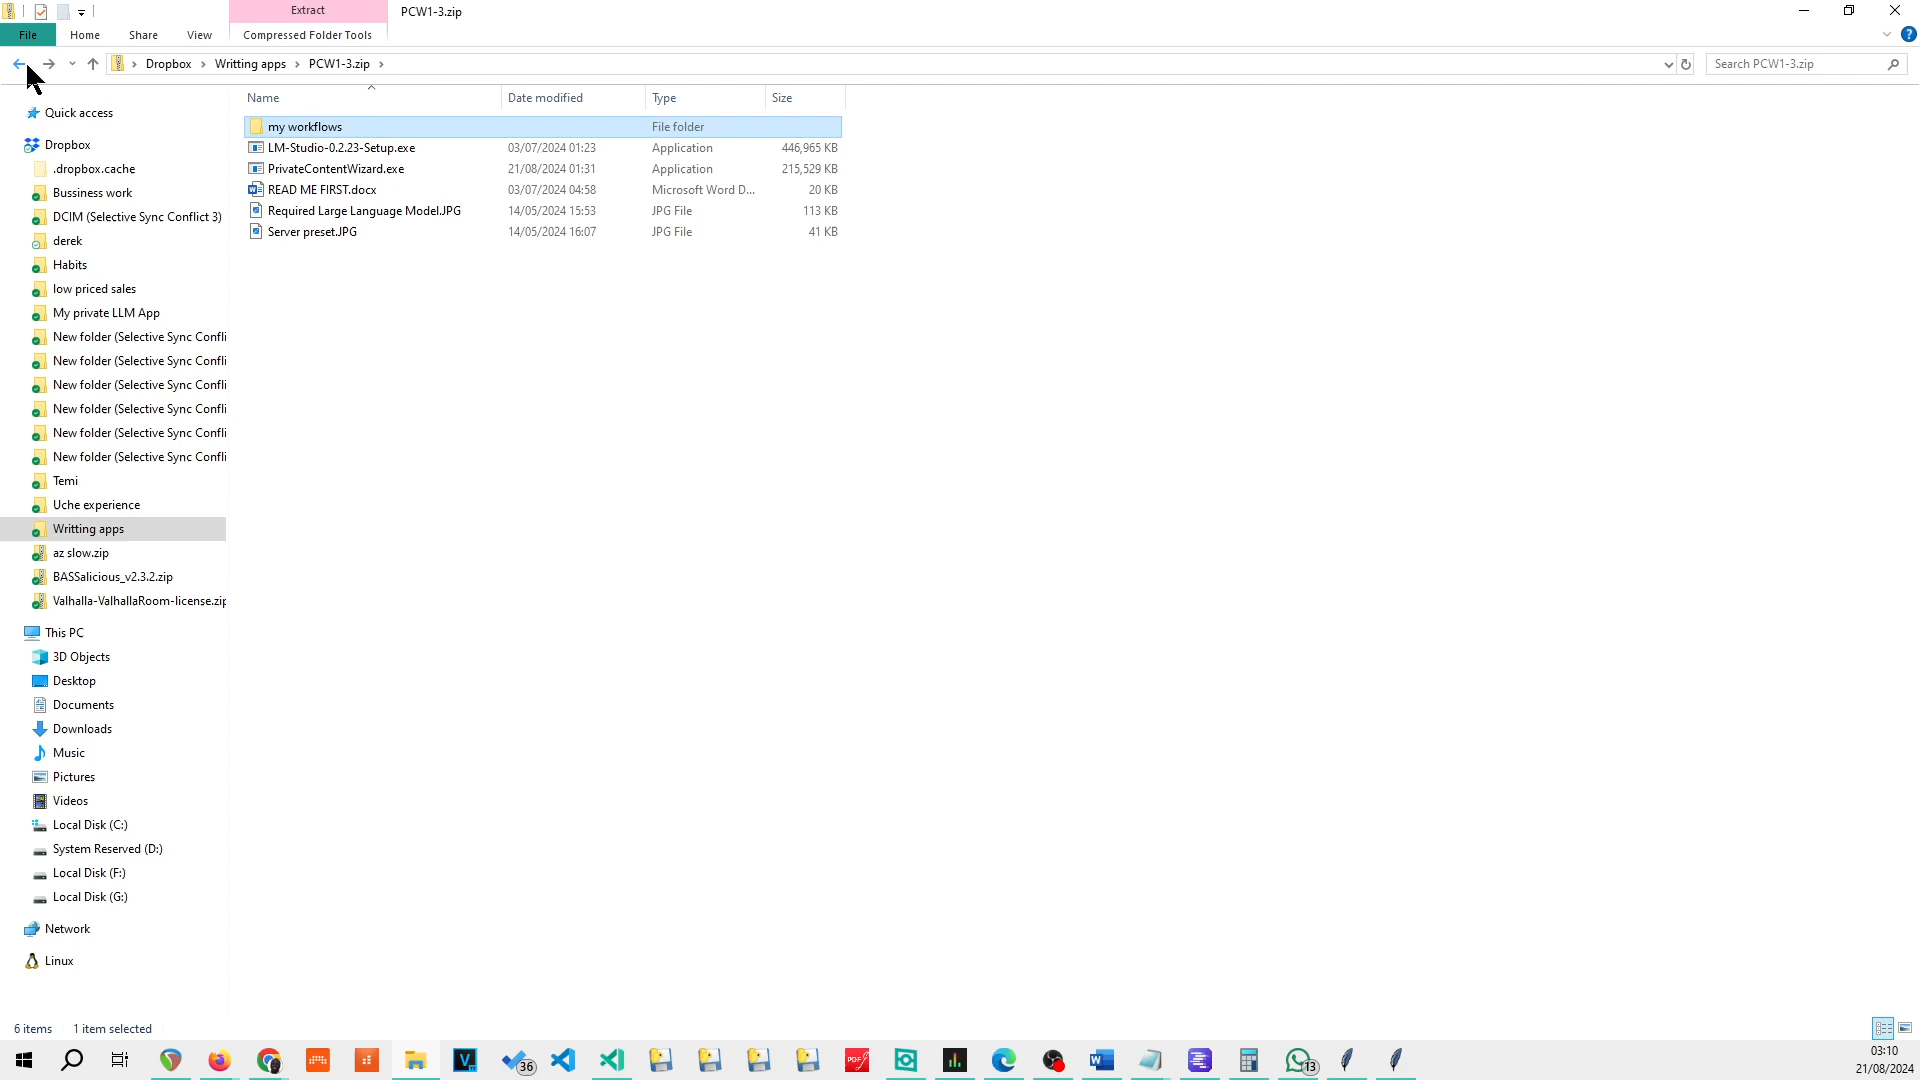 Extract
PCW1-3.zip
File
Home
Share
View
Compressed Folder Tools
Dropbox
Writting apps
PCW1-3.zip
Search PCW1-3.zip
Name
Date modified
Type
Size
my workflows
File folder
LM-Studio-0.2.23-Setup.exe
03/07/2024 01:23
Application
446,965 KB
PrivateContentWizard.exe
21/08/2024 01:31
Application
215,529 KB
READ ME FIRST.docx
03/07/2024 04:58
Microsoft Word D...
20 KB
Required Large Language Model.JPG
14/05/2024 15:53
JPG File
113 KB
Server preset.JPG
14/05/2024 16:07
JPG File
41 KB
Quick access
Dropbox
.dropbox.cache
Bussiness work
DCIM (Selective Sync Conflict 3)
derek
Habits
low priced sales
My private LLM App
New folder (Selective Sync Confli
New folder (Selective Sync Confli
New folder (Selective Sync Confli
New folder (Selective Sync Confli
New folder (Selective Sync Confli
New folder (Selective Sync Confli
Temi
Uche experience
Writting apps
az slow.zip
BASSalicious_v2.3.2.zip
Valhalla-ValhallaRoom-license.zip
This PC
3D Objects
Desktop
Documents
Downloads
Music
Pictures
Videos
Local Disk (C:)
System Reserved (D:)
Local Disk (F:)
Local Disk (G:)
Network
Linux
6 items
1 item selected
36
PDF
13
03:10
21/08/2024